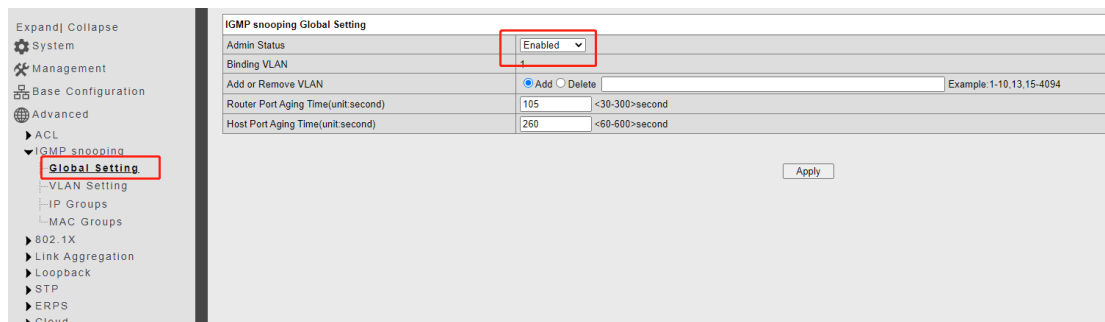 Expand| Collapse
System
Management
Base Configuration
Advanced
ACL
IGMP snooping
Global Setting
VLAN Setting
IP Groups
MAC Groups
802.1X
Link Aggregation
Loopback
STP
ERPS
Cloud
IGMP snooping Global Setting
Admin Status Enabled
Binding VLAN 1
Add or Remove VLAN Add Delete Example:1-10,13,15-4094
Router Port Aging Time(unit:second) 105 <30-300>second
Host Port Aging Time(unit:second) 260 <60-600>second
Apply